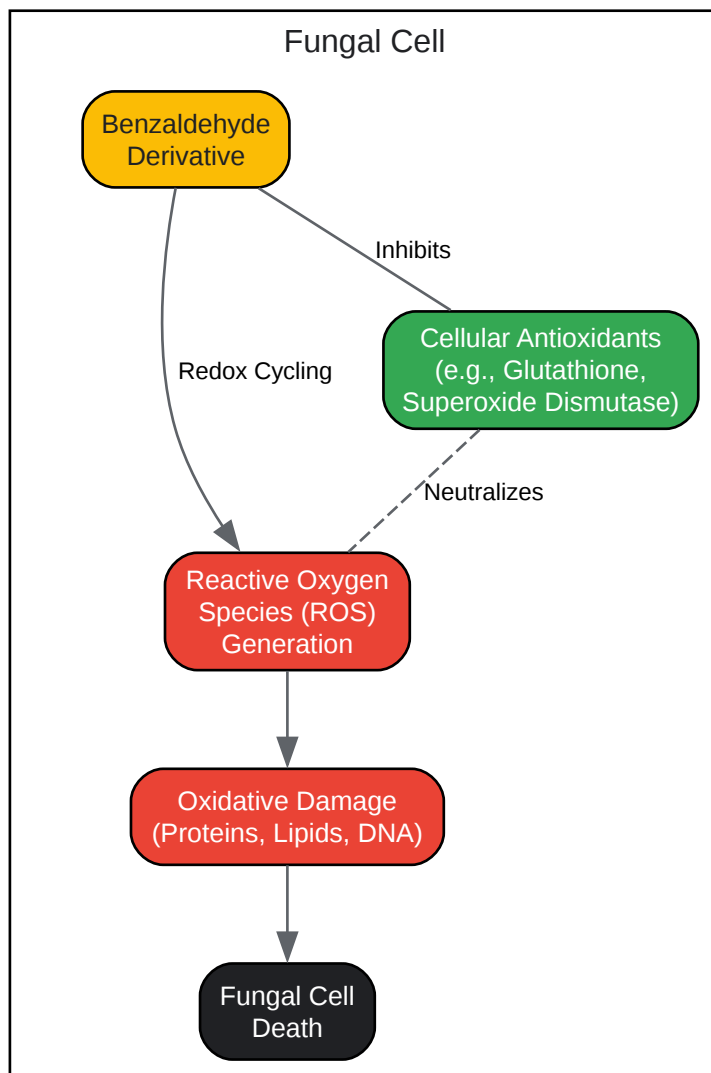 Fungal Cell
Benzaldehyde
Derivative
Inhibits
Cellular Antioxidants
(e.g., Glutathione,
Superoxide Dismutase)
Redox Cycling
Neutralizes
Reactive Oxygen
Species (ROS)
Generation
Oxidative Damage
(Proteins, Lipids, DNA)
Fungal Cell
Death